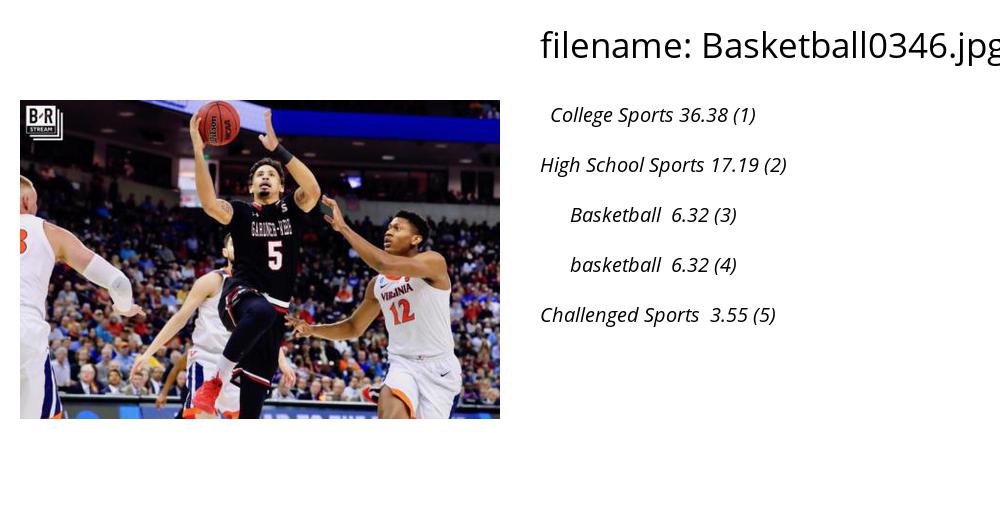 filename: Basketball0346.jpg
College Sports 36.38 (1)
High School Sports 17.19 (2)
Basketball 6.32 (3)
basketball 6.32 (4)
Challenged Sports 3.55 (5)
B/R
STREAM
Wilson
NCAA
GARDNER-WEBB
5
VIRGINIA
12